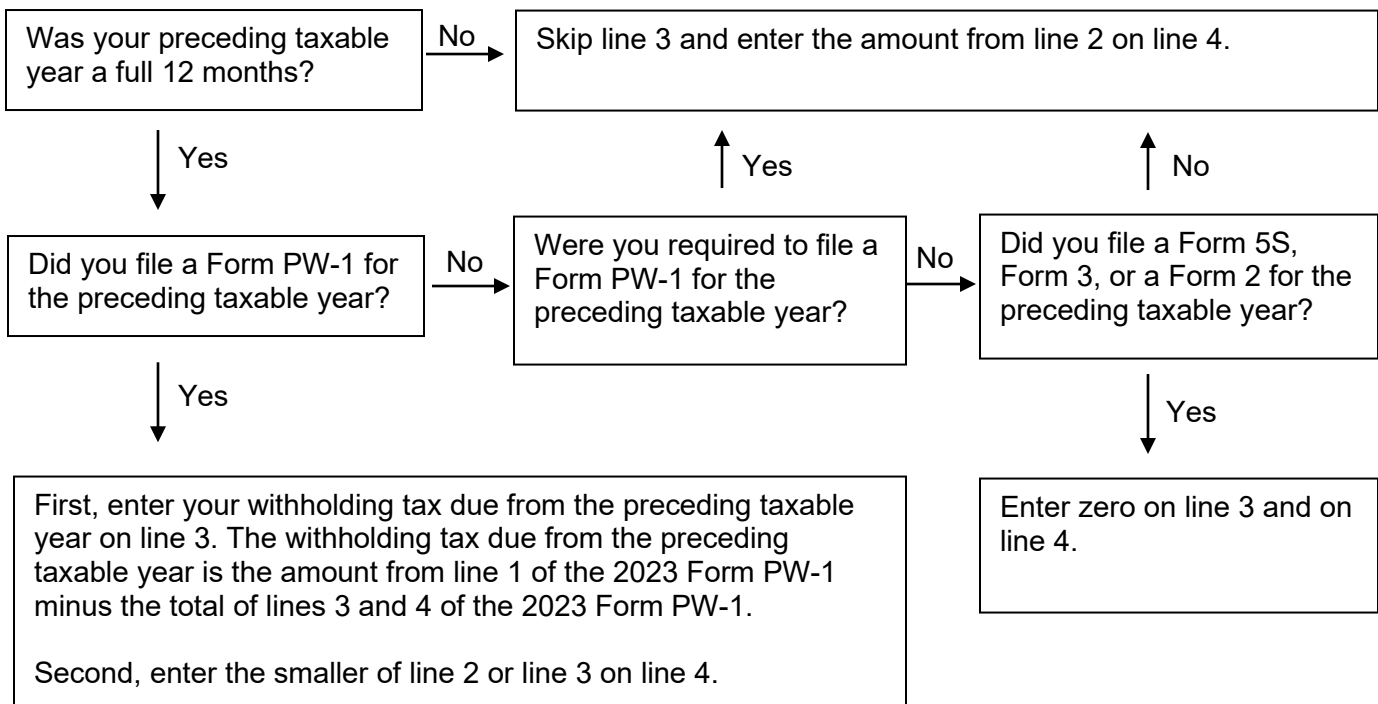 Was your preceding taxable
year a full 12 months?
No
Skip line 3 and enter the amount from line 2 on line 4.
Yes
Yes
No
Did you file a Form PW-1 for
the preceding taxable year?
No
Were you required to file a
Form PW-1 for the
preceding taxable year?
No
Did you file a Form 5S,
Form 3, or a Form 2 for the
preceding taxable year?
Yes
Yes
First, enter your withholding tax due from the preceding taxable
year on line 3. The withholding tax due from the preceding
taxable year is the amount from line 1 of the 2023 Form PW-1
minus the total of lines 3 and 4 of the 2023 Form PW-1.
Second, enter the smaller of line 2 or line 3 on line 4.
Enter zero on line 3 and on
line 4.